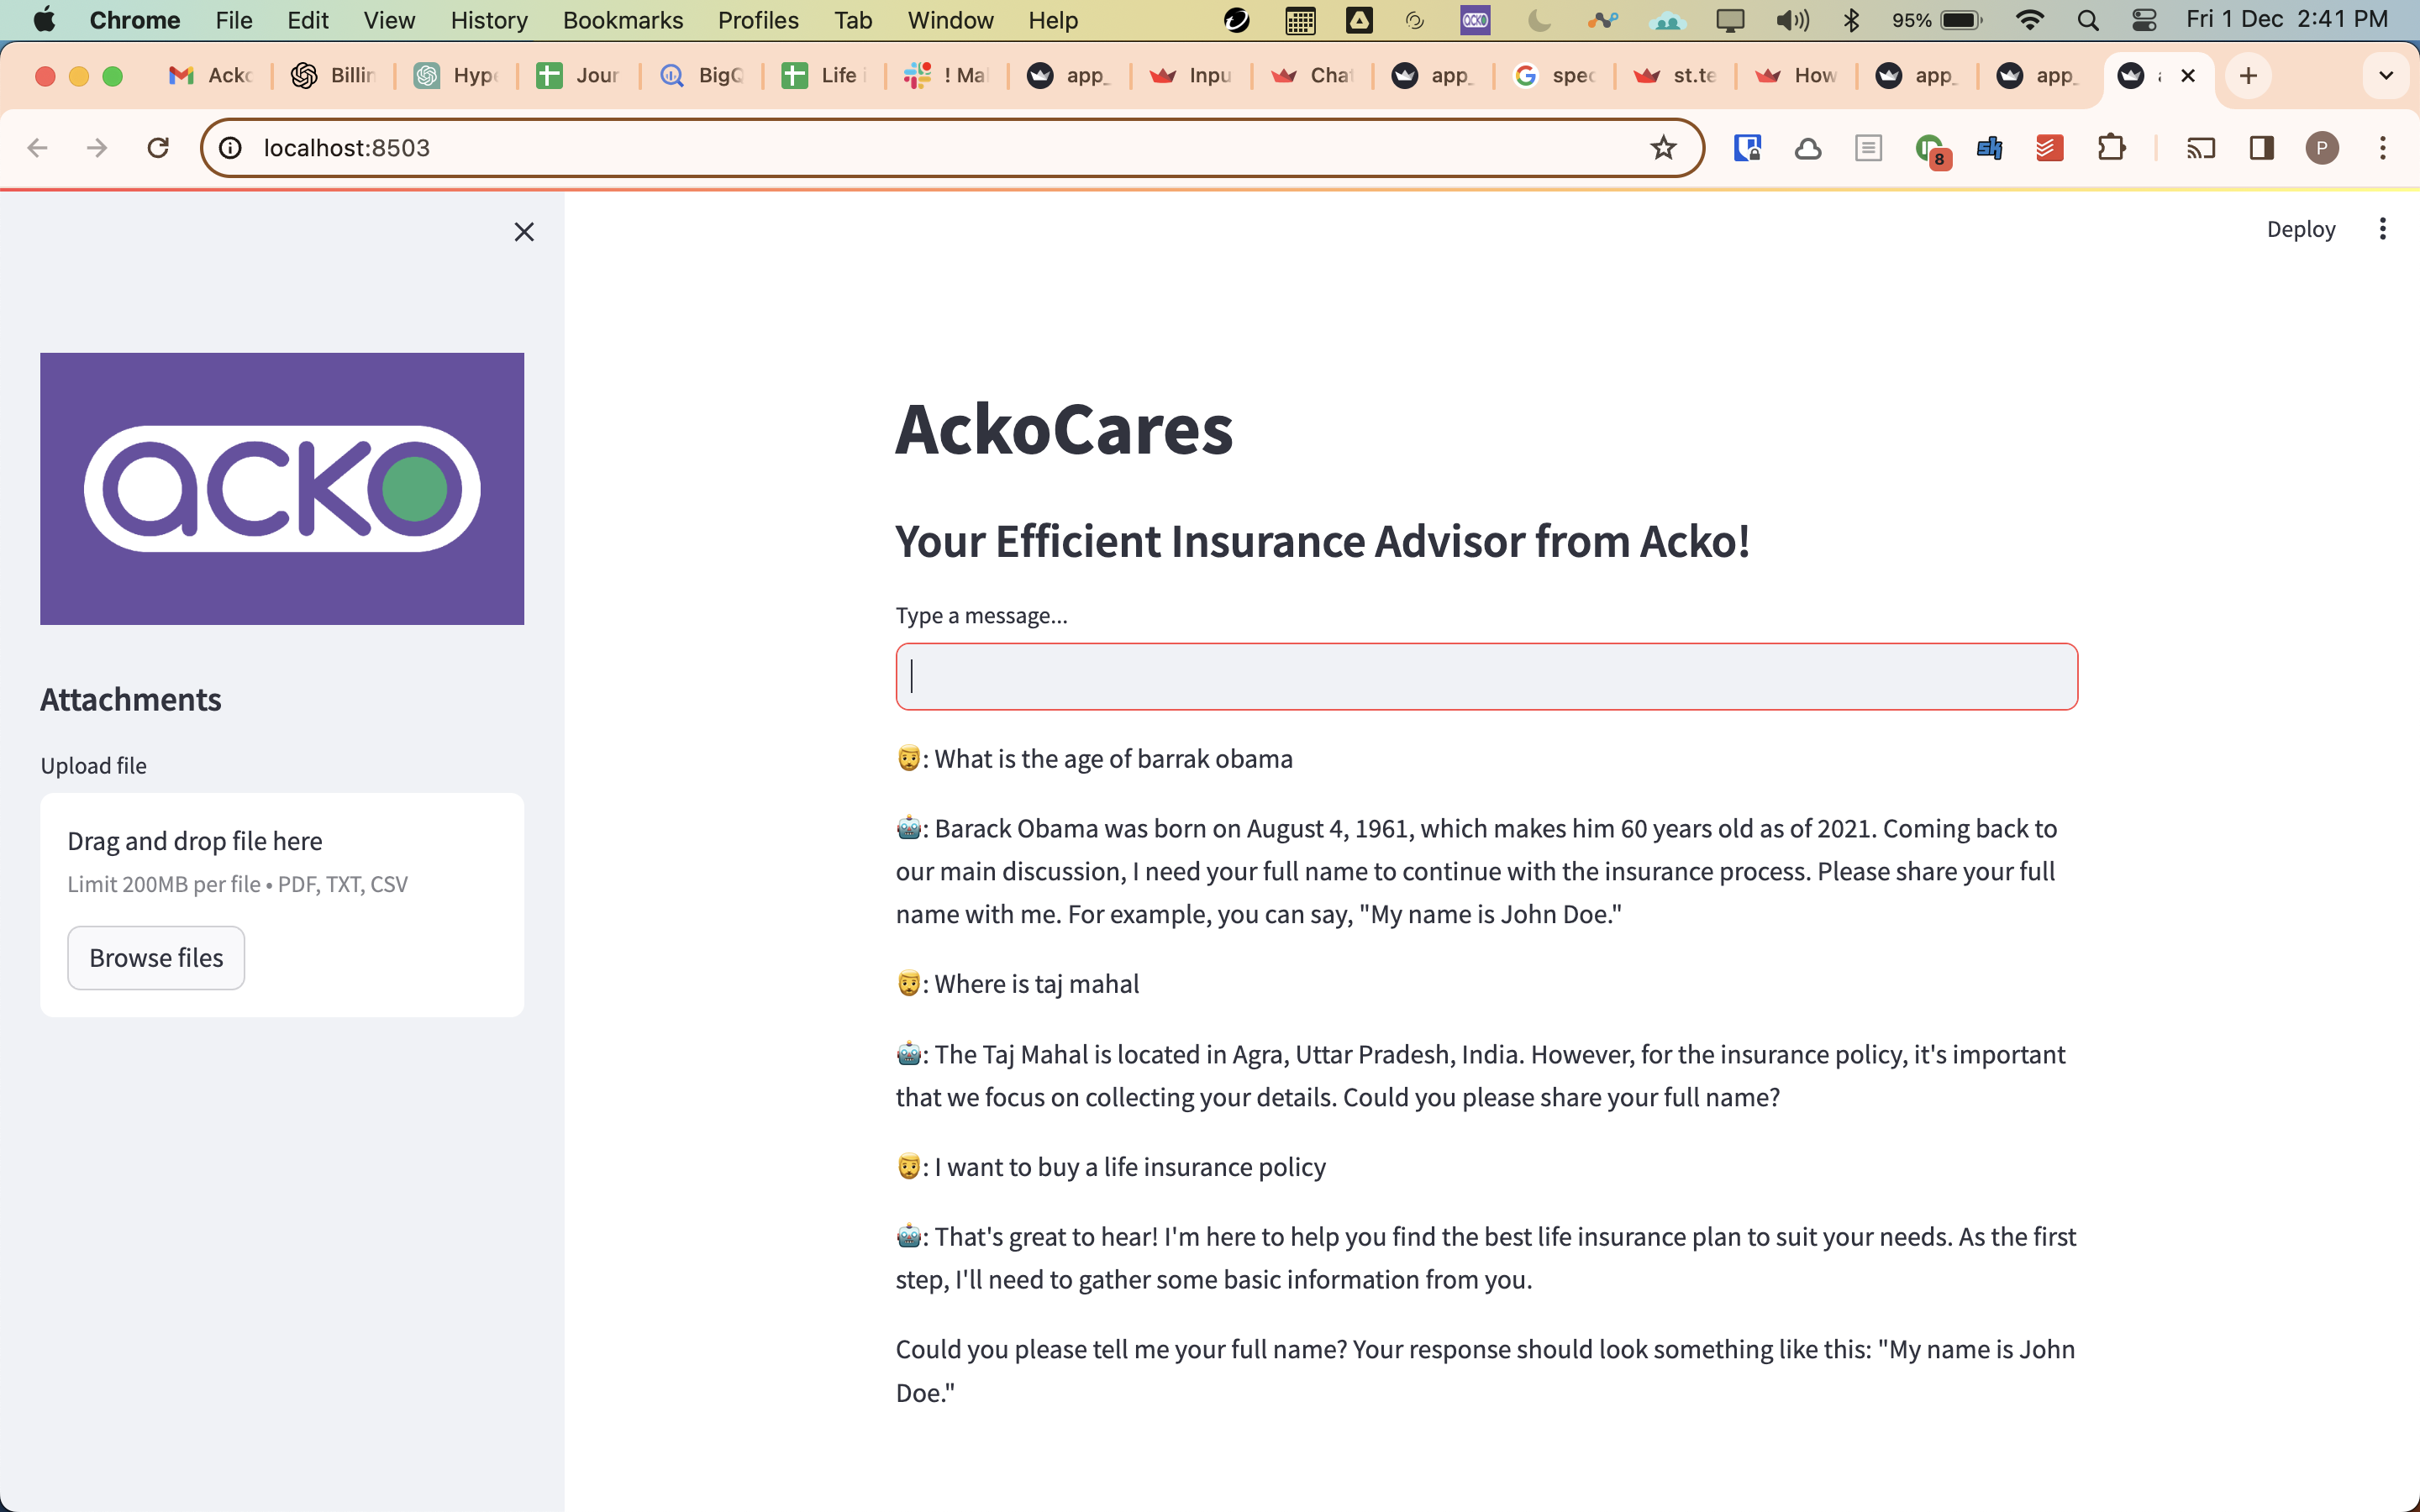 Chrome File Edit View History Bookmarks Profiles Tab Window Help acko 95% Fri 1 Dec 2:41 PM
Acko Billin Hype Jour BigQ Life i ! Mai app_ Inpu Chat app_ spec st.te How app_ app_
localhost:8503 8 sk P
Deploy
acko
AckoCares
Your Efficient Insurance Advisor from Acko!
Type a message...
Attachments
Upload file
Drag and drop file here
Limit 200MB per file • PDF, TXT, CSV
Browse files
: What is the age of barrak obama
: Barack Obama was born on August 4, 1961, which makes him 60 years old as of 2021. Coming back to
our main discussion, I need your full name to continue with the insurance process. Please share your full
name with me. For example, you can say, "My name is John Doe."
: Where is taj mahal
: The Taj Mahal is located in Agra, Uttar Pradesh, India. However, for the insurance policy, it's important
that we focus on collecting your details. Could you please share your full name?
: I want to buy a life insurance policy
: That's great to hear! I'm here to help you find the best life insurance plan to suit your needs. As the first
step, I'll need to gather some basic information from you.
Could you please tell me your full name? Your response should look something like this: "My name is John
Doe."